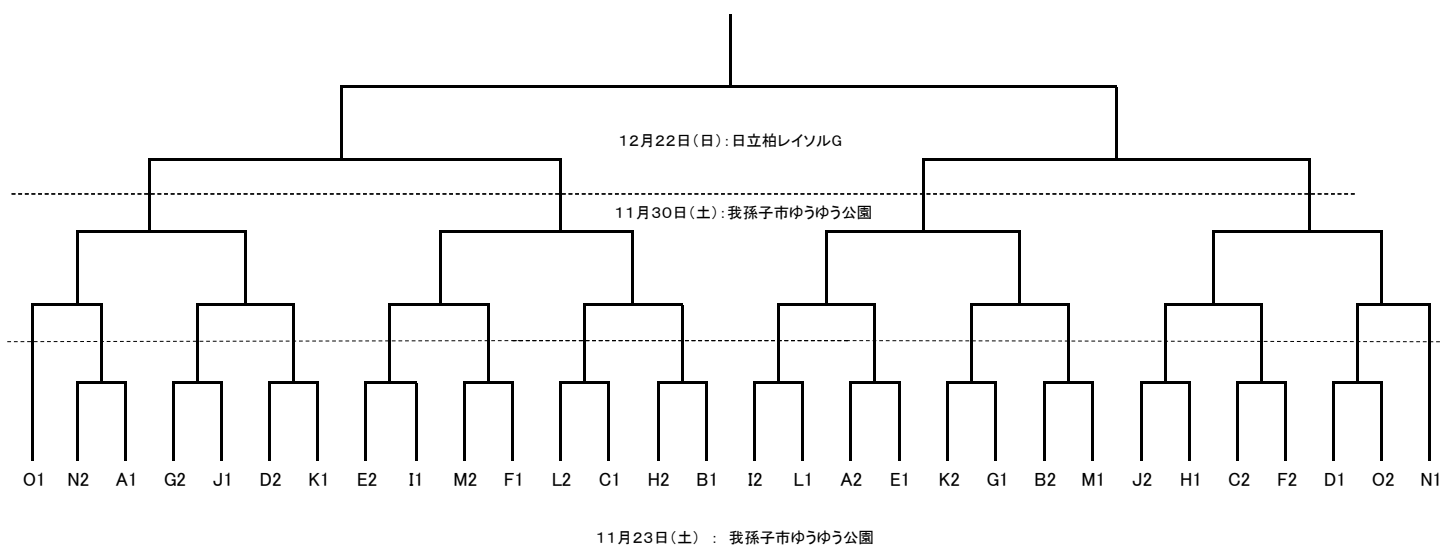 12月22日(日):日立柏レイソルG
11月30日(土):我孫子市ゆうゆう公園
O1 N2 A1 G2 J1 D2 K1 E2 I1 M2 F1 L2 C1 H2 B1 I2 L1 A2 E1 K2 G1 B2 M1 J2 H1 C2 F2 D1 O2 N1
11月23日(土) : 我孫子市ゆうゆう公園